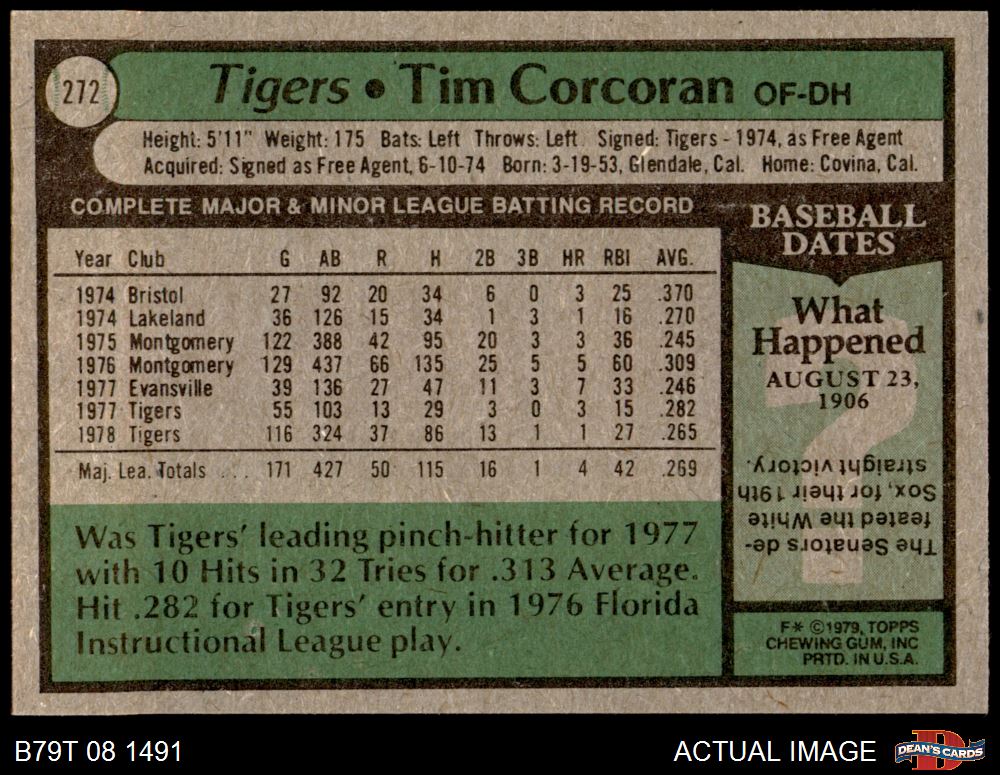 272
Tigers • Tim Corcoran OF-DH
Height: 5'11" Weight: 175 Bats: Left Throws: Left Signed: Tigers - 1974, as Free Agent
Acquired: Signed as Free Agent, 6-10-74 Born: 3-19-53, Glendale, Cal. Home: Covina, Cal.
COMPLETE MAJOR & MINOR LEAGUE BATTING RECORD
Year Club G AB R H 2B 3B HR RBI AVG.
1974 Bristol 27 92 20 34 6 0 3 25 .370
1974 Lakeland 36 126 15 34 1 3 1 16 .270
1975 Montgomery 122 388 42 95 20 3 3 36 .245
1976 Montgomery 129 437 66 135 25 5 5 60 .309
1977 Evansville 39 136 27 47 11 3 7 33 .246
1977 Tigers 55 103 13 29 3 0 3 15 .282
1978 Tigers 116 324 37 86 13 1 1 27 .265
Maj. Lea. Totals ... 171 427 50 115 16 1 4 42 .269
Was Tigers' leading pinch-hitter for 1977
with 10 Hits in 32 Tries for .313 Average.
Hit .282 for Tigers' entry in 1976 Florida
Instructional League play.
BASEBALL
DATES
What
Happened
AUGUST 23,
1906
?
The Senators de-
feated the White
Sox, for their 19th
straight victory.
F* ©1979, TOPPS
CHEWING GUM, INC
PRTD. IN U.S.A.
B79T 08 1491
ACTUAL IMAGE
D
DEAN'S CARDS